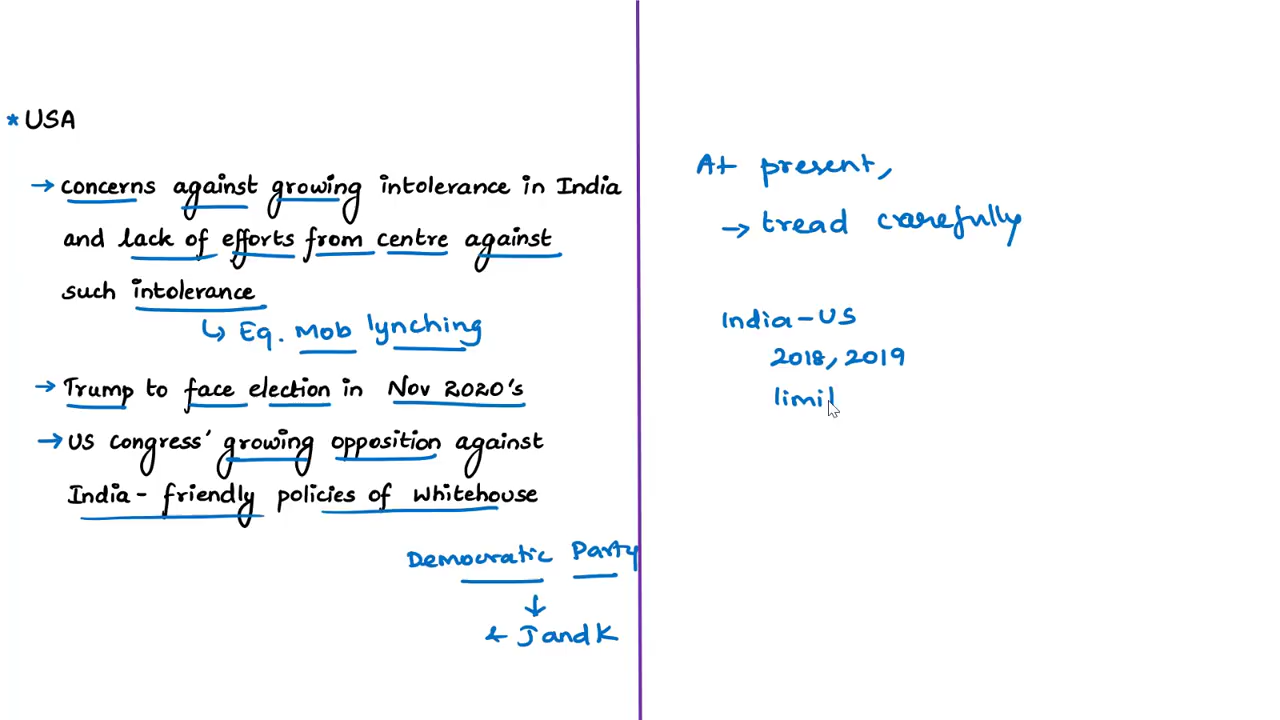 * USA
→ concerns against growing intolerance in India
and lack of efforts from centre against
such intolerance
↳ Eg. Mob lynching
→ Trump to face election in Nov 2020's
→ US Congress' growing opposition against
India - friendly policies of whitehouse
Democratic Party
↓
← J and K
At present,
→ tread carefully
India - US
2018, 2019
limi